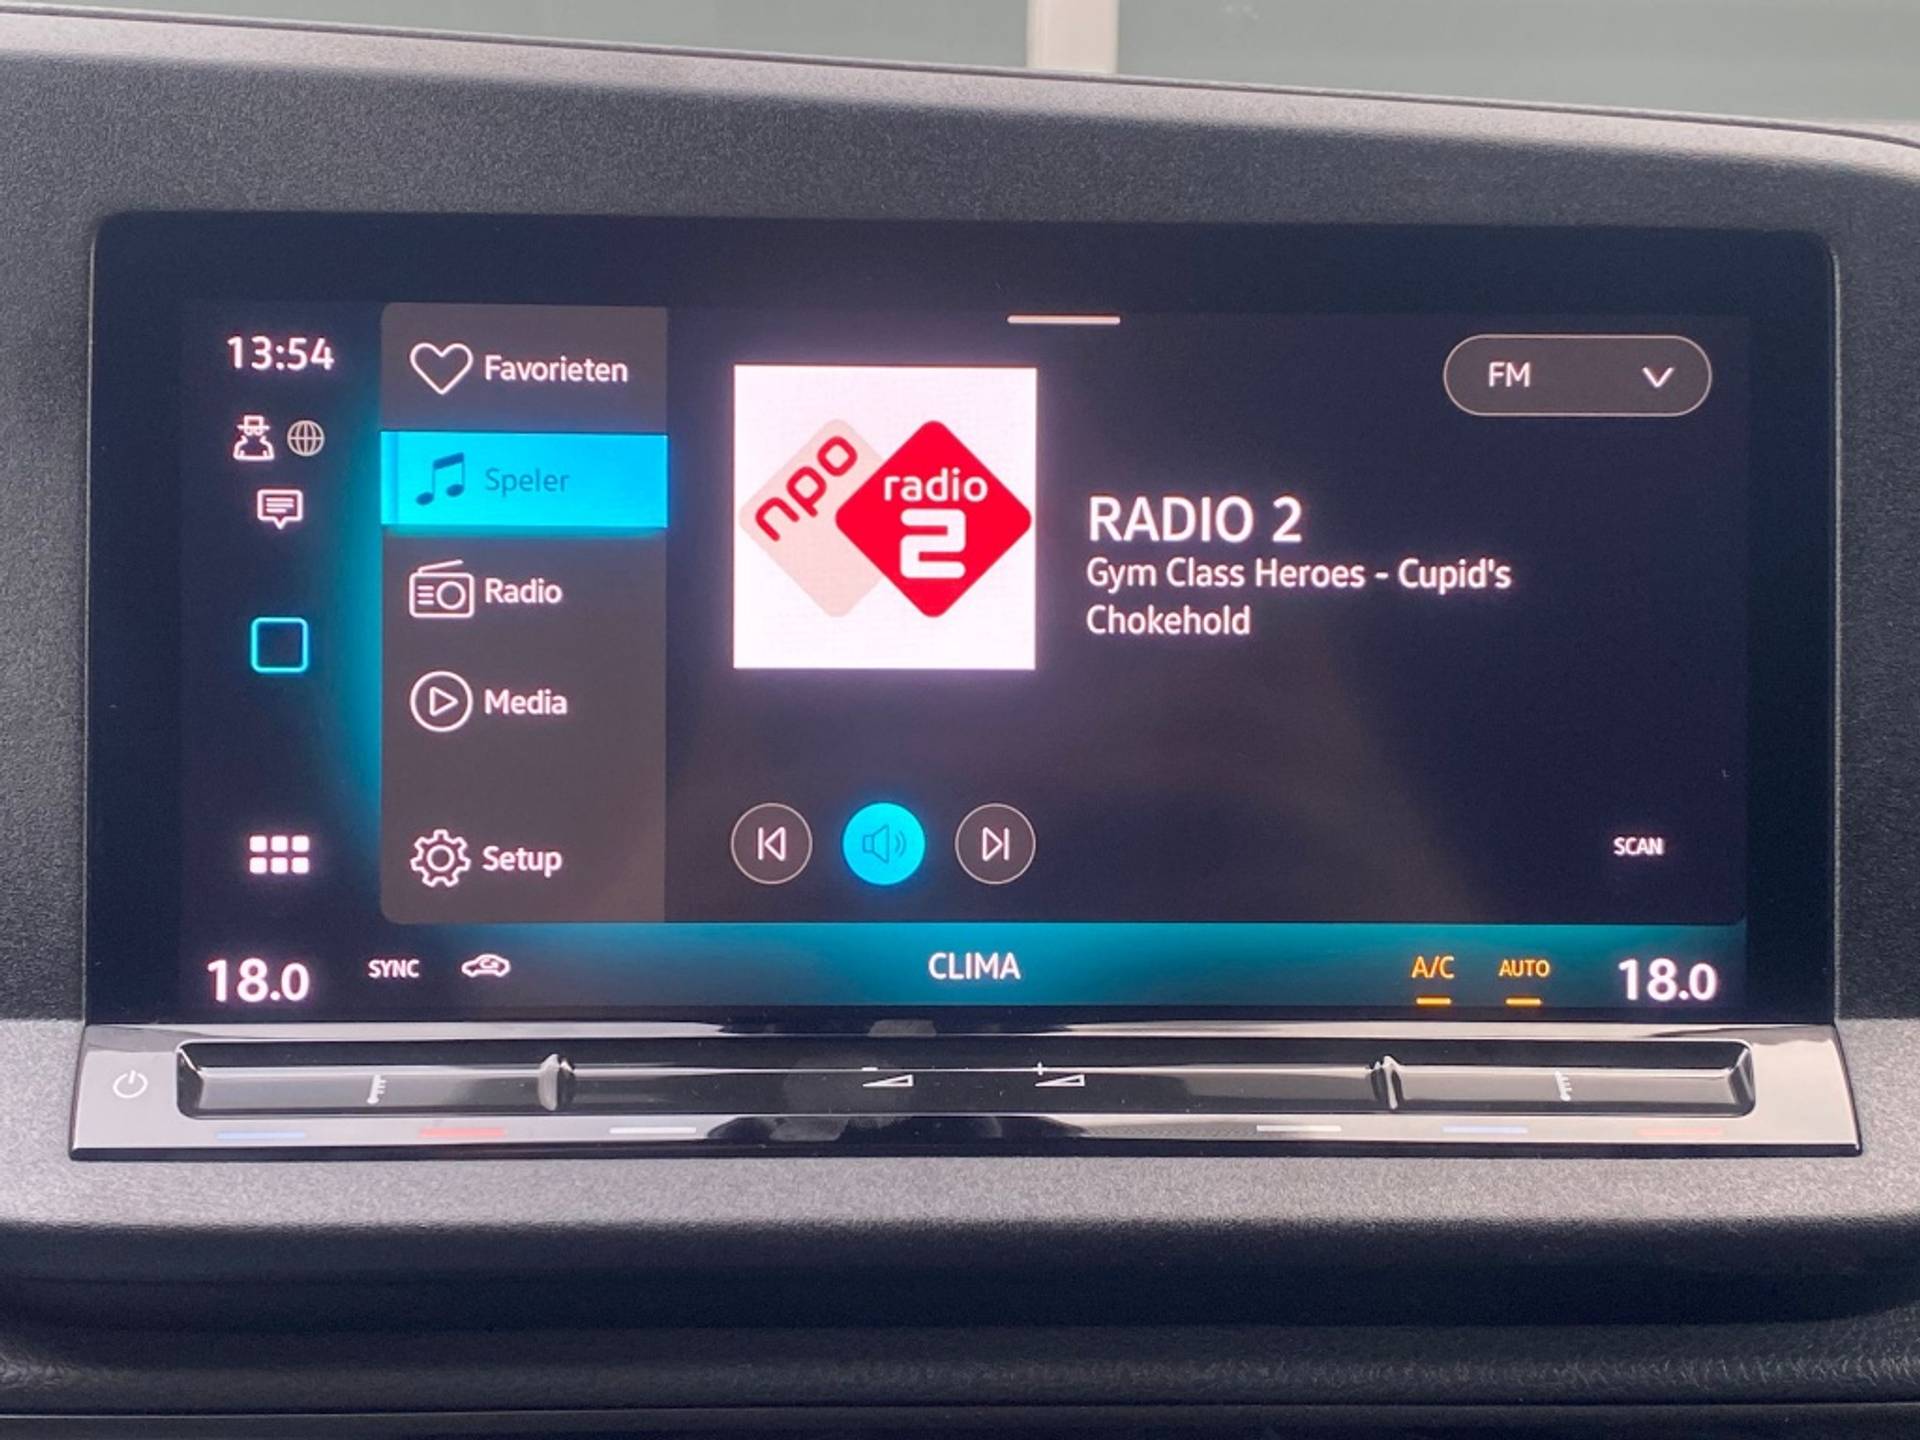 13:54
Favorieten
Speler
Radio
Media
Setup
npo
radio
2
FM
RADIO 2
Gym Class Heroes - Cupid's
Chokehold
SCAN
18.0
SYNC
CLIMA
A/C
AUTO
18.0